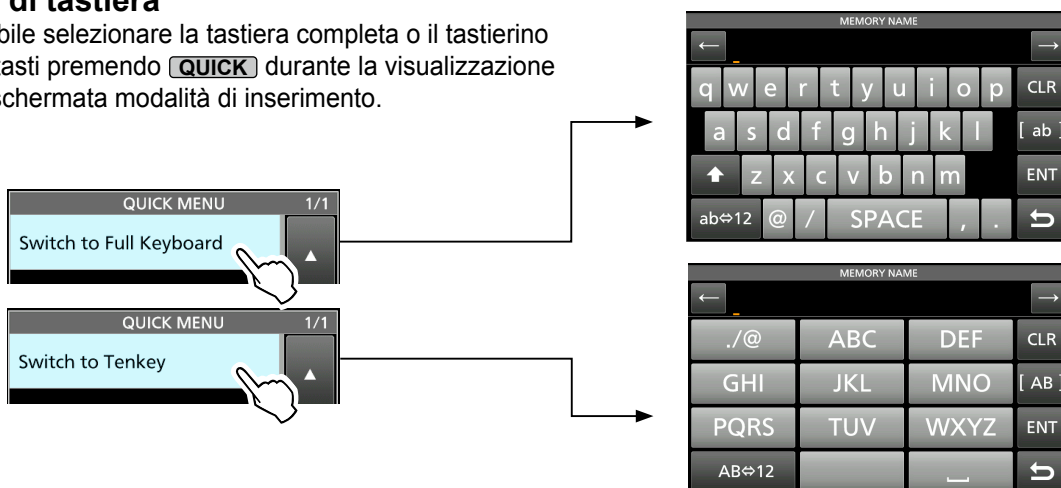 di tastiera
bile selezionare la tastiera completa o il tastierino
tasti premendo QUICK durante la visualizzazione
schermata modalità di inserimento.
QUICK MENU 1/1
Switch to Full Keyboard
▲
QUICK MENU 1/1
Switch to Tenkey
▲
MEMORY NAME
← _ →
q w e r t y u i o p CLR
a s d f g h j k l [ ab ]
z x c v b n m ENT
ab⇔12 @ / SPACE , .
MEMORY NAME
← _ →
./@ ABC DEF CLR
GHI JKL MNO [ AB ]
PQRS TUV WXYZ ENT
AB⇔12